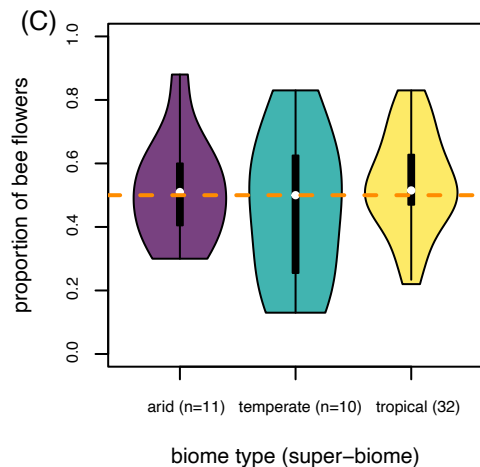 (C)
proportion of bee flowers
1.0
0.8
0.6
0.4
0.2
0.0
arid (n=11) temperate (n=10) tropical (32)
biome type (super−biome)